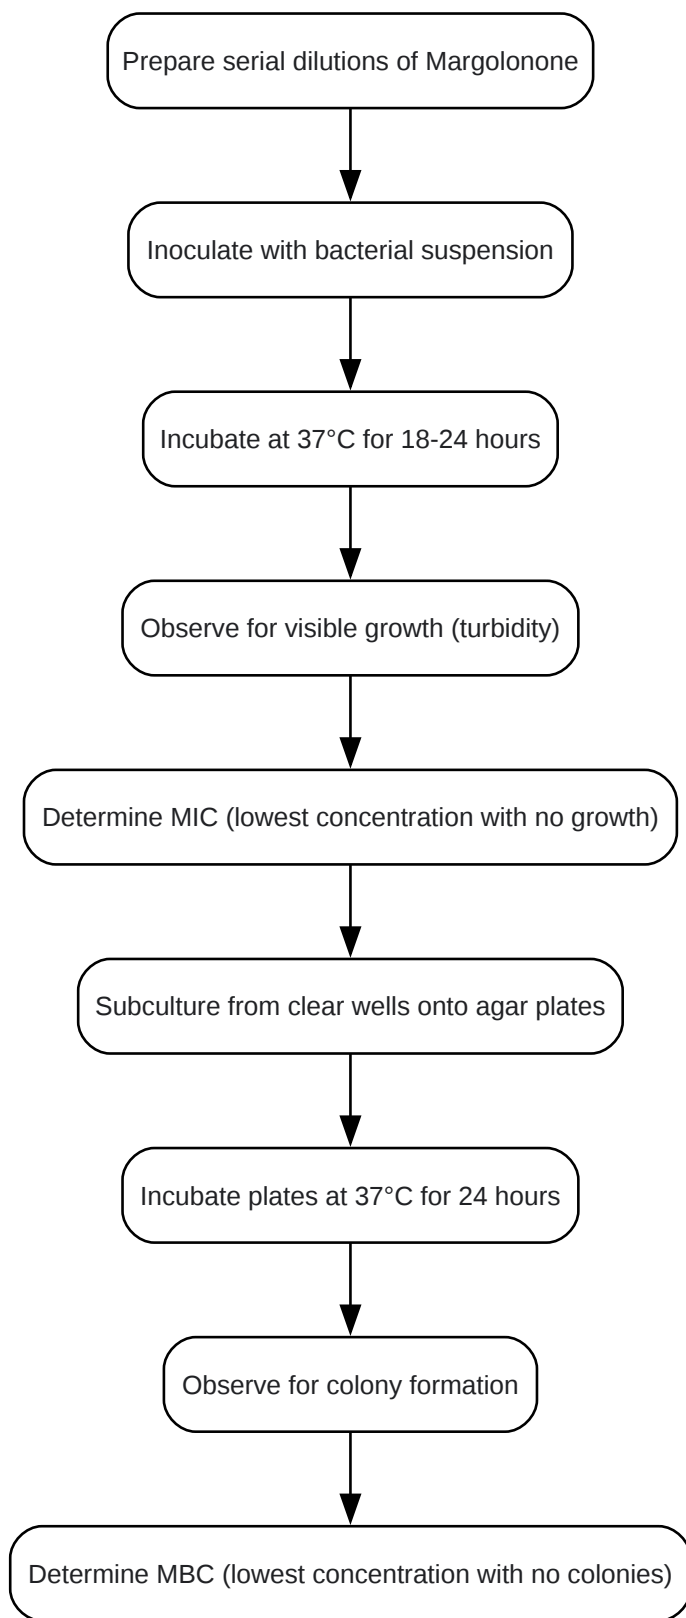 Prepare serial dilutions of Margolonone
Inoculate with bacterial suspension
Incubate at 37°C for 18-24 hours
Observe for visible growth (turbidity)
Determine MIC (lowest concentration with no growth)
Subculture from clear wells onto agar plates
Incubate plates at 37°C for 24 hours
Observe for colony formation
Determine MBC (lowest concentration with no colonies)